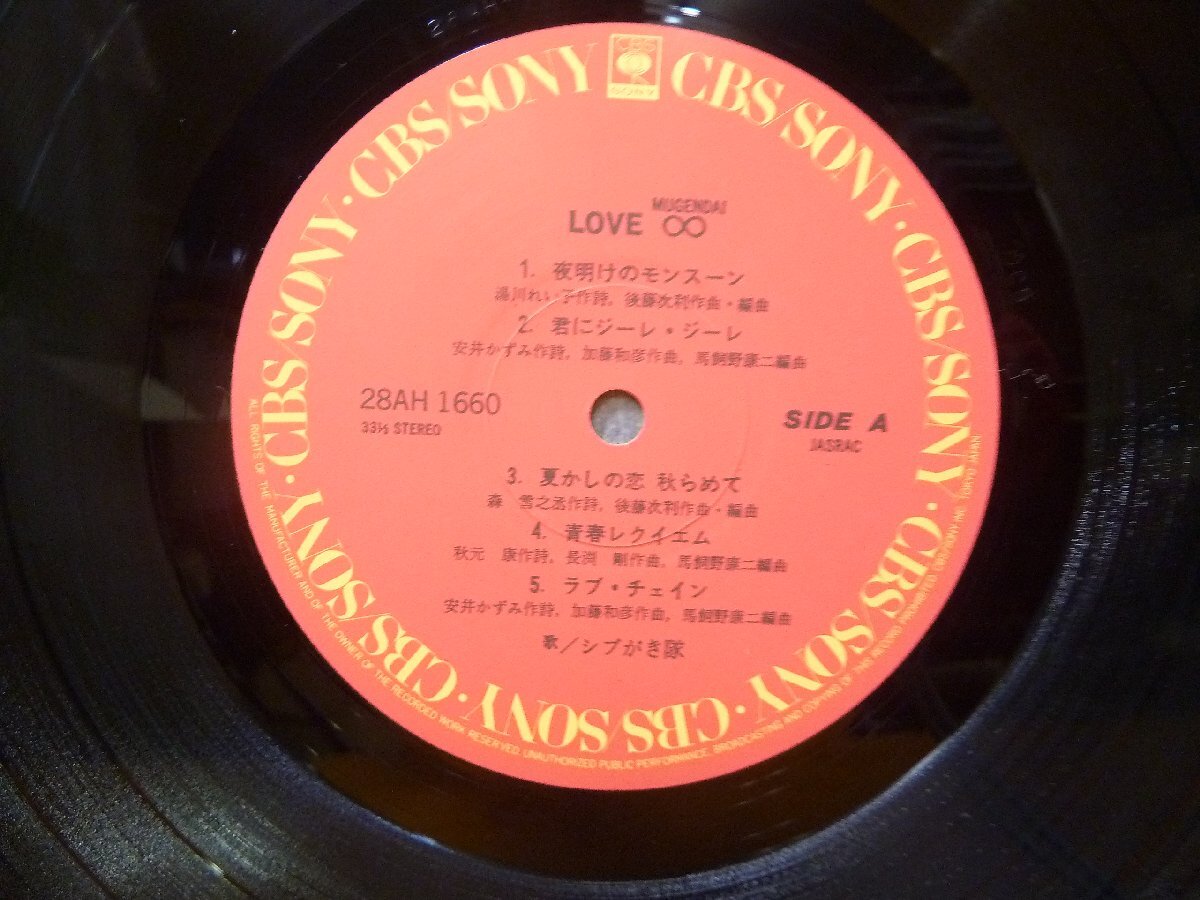 CBS/SONY · CBS/SONY · CBS/SONY · CBS/SONY · CBS/SONY · CBS/SONY · CBS/SONY · CBS/SONY
CBS
SONY
MUGENDAI
LOVE ∞
1. 夜明けのモンスーン
湯川れい子作詩, 後藤次利作曲・編曲
2. 君にジーレ・ジーレ
安井かずみ作詩, 加藤和彦作曲, 馬飼野康二編曲
28AH 1660
33⅓ STEREO
SIDE A
JASRAC
3. 夏かしの恋 秋らめて
森 雪之丞作詩, 後藤次利作曲・編曲
4. 青春レクイエム
秋元 康作詩, 長渕 剛作曲, 馬飼野康二編曲
5. ラブ・チェイン
安井かずみ作詩, 加藤和彦作曲, 馬飼野康二編曲
歌/シブがき隊
ALL RIGHTS OF THE MANUFACTURER AND OF THE OWNER OF THE RECORDED WORK RESERVED. UNAUTHORIZED PUBLIC PERFORMANCE, BROADCASTING AND COPYING OF THIS RECORD PROHIBITED. CBS/SONY INC. TOKYO JAPAN